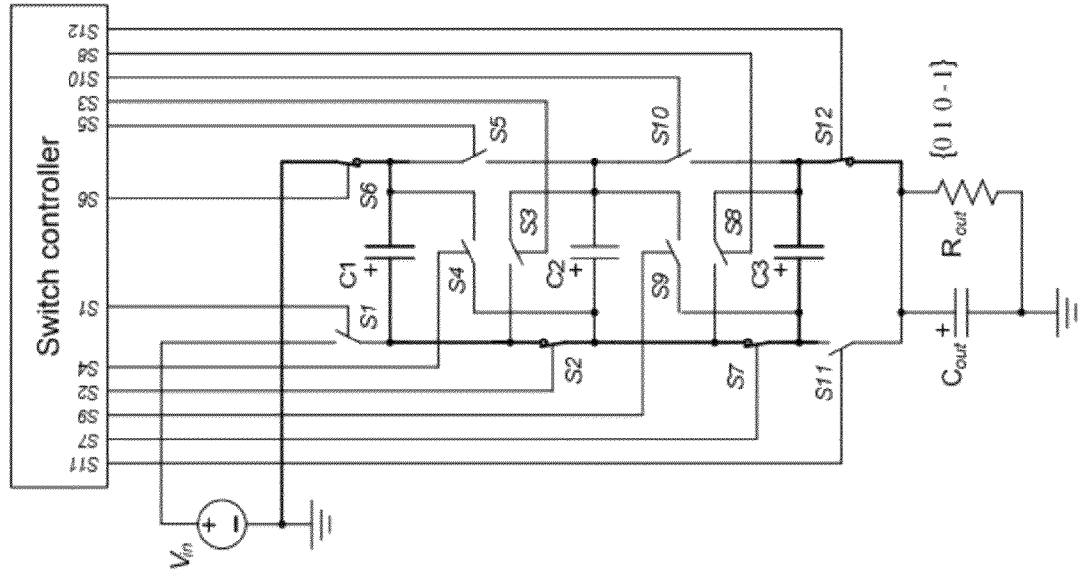 Switch controller
S12
S8
S10
S3
S5
S6
S1
S4
S2
S9
S7
S11
Vin
+
−
S6
S5
S10
S12
C1
+
S4
S3
C2
+
S9
S8
C3
+
S1
S2
S7
S11
Cout
+
Rout
{0 1 0 -1}